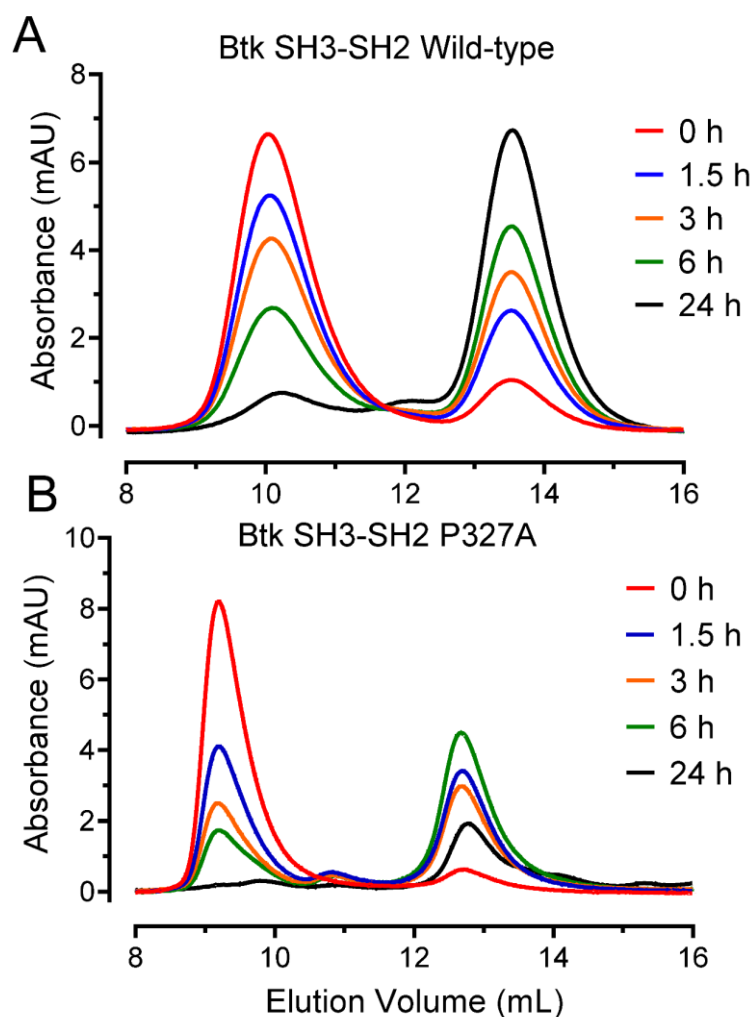 A
Btk SH3-SH2 Wild-type
8
6
4
2
0
Absorbance (mAU)
0 h
1.5 h
3 h
6 h
24 h
8 10 12 14 16
B
Btk SH3-SH2 P327A
10
8
6
4
2
0
Absorbance (mAU)
0 h
1.5 h
3 h
6 h
24 h
8 10 12 14 16
Elution Volume (mL)